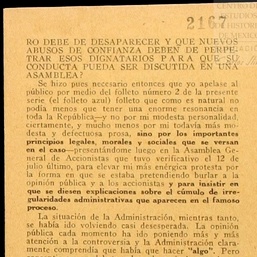 2167
CENTRO DE
ESTUDIOS
HISTORIA
DE MEXICO
RO DEBE DE DESAPARECER Y QUE NUEVOS
ABUSOS DE CONFIANZA DEBEN DE PERPE-
TRAR ESOS DIGNATARIOS PARA QUE SU
CONDUCTA PUEDA SER DISCUTIDA EN UNA
ASAMBLEA?
Se hizo pues necesario entonces que yo apelase al
público por medio del folleto número 2 de la presente
serie (el folleto azul) folleto que como es natural no
podía menos que tener enorme resonancia en
toda la República—y no por mi modesta personalidad,
ciertamente, y mucho menos por mi todavía más mo-
desta y defectuosa prosa, sino por los importantes
principios legales, morales y sociales que se versan
en el caso—presentándome luego en la Asamblea Gene-
ral de Accionistas que tuvo verificativo el 12 de
julio último, para elevar mi más enérgica protesta por
la forma en que se estaba pretendiendo burlar a la
opinión pública y a los accionistas y para insistir en
que se diesen explicaciones sobre el cúmulo de irre-
gularidades administrativas que aparecen en el famoso
proceso.
La situación de la Administración, mientras tanto,
se había ido volviendo casi desesperada. La opinión
pública cada momento ha ido poniendo más y más
atención a la controversia y la Administración clara-
mente comprendía que había que hacer "algo". Pero